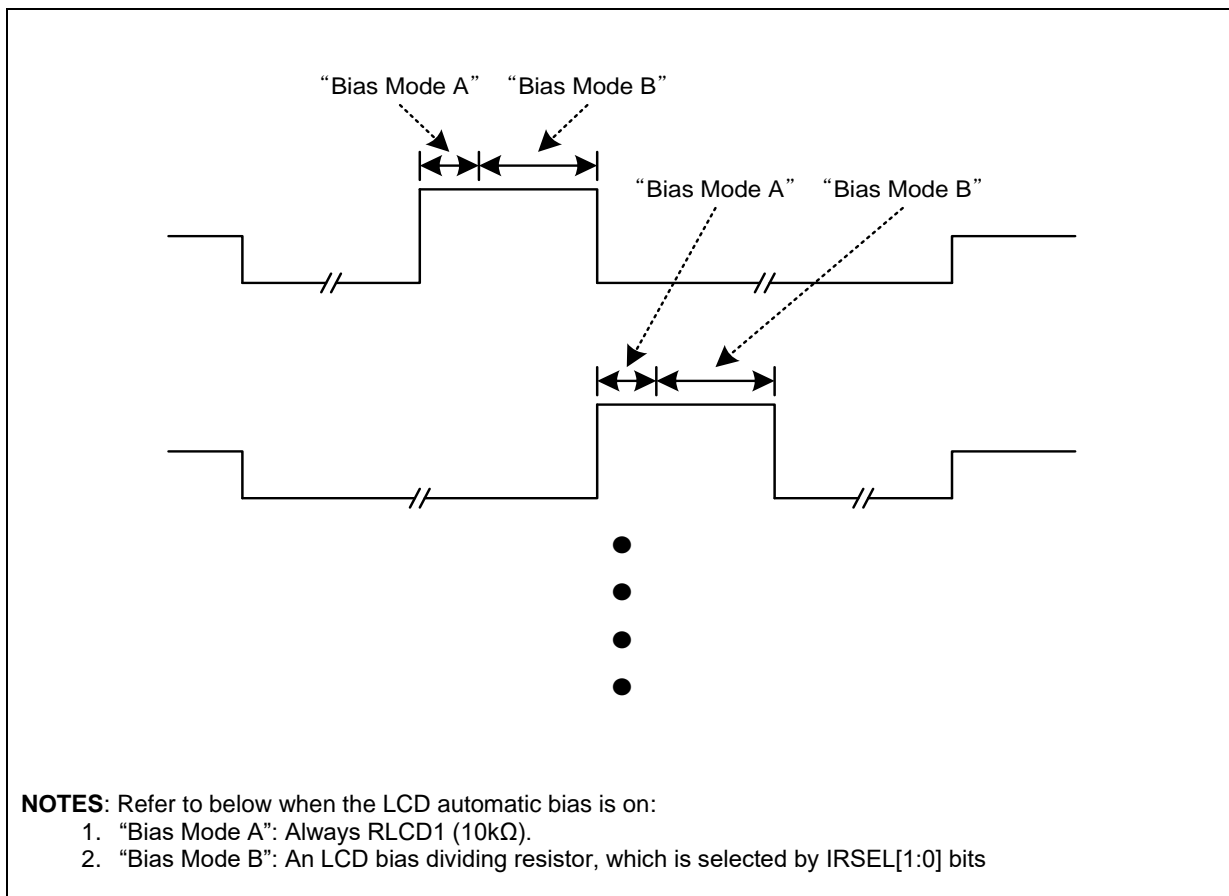 “Bias Mode A” “Bias Mode B”
“Bias Mode A” “Bias Mode B”
NOTES: Refer to below when the LCD automatic bias is on:
1. “Bias Mode A”: Always RLCD1 (10kΩ).
2. “Bias Mode B”: An LCD bias dividing resistor, which is selected by IRSEL[1:0] bits